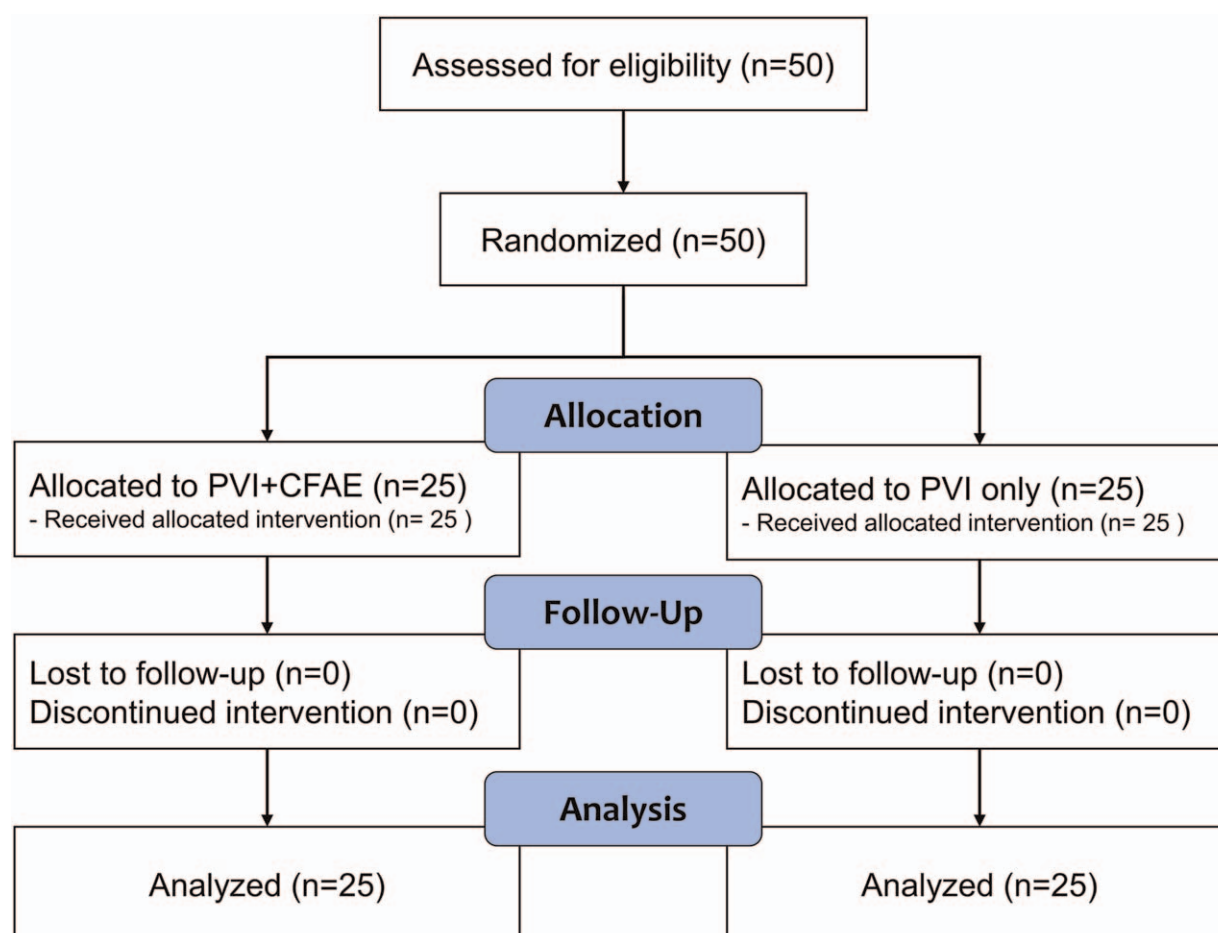 Assessed for eligibility (n=50)
Randomized (n=50)
Allocation
Allocated to PVI+CFAE (n=25)
- Received allocated intervention (n= 25 )
Allocated to PVI only (n=25)
- Received allocated intervention (n= 25 )
Follow-Up
Lost to follow-up (n=0)
Discontinued intervention (n=0)
Lost to follow-up (n=0)
Discontinued intervention (n=0)
Analysis
Analyzed (n=25)
Analyzed (n=25)